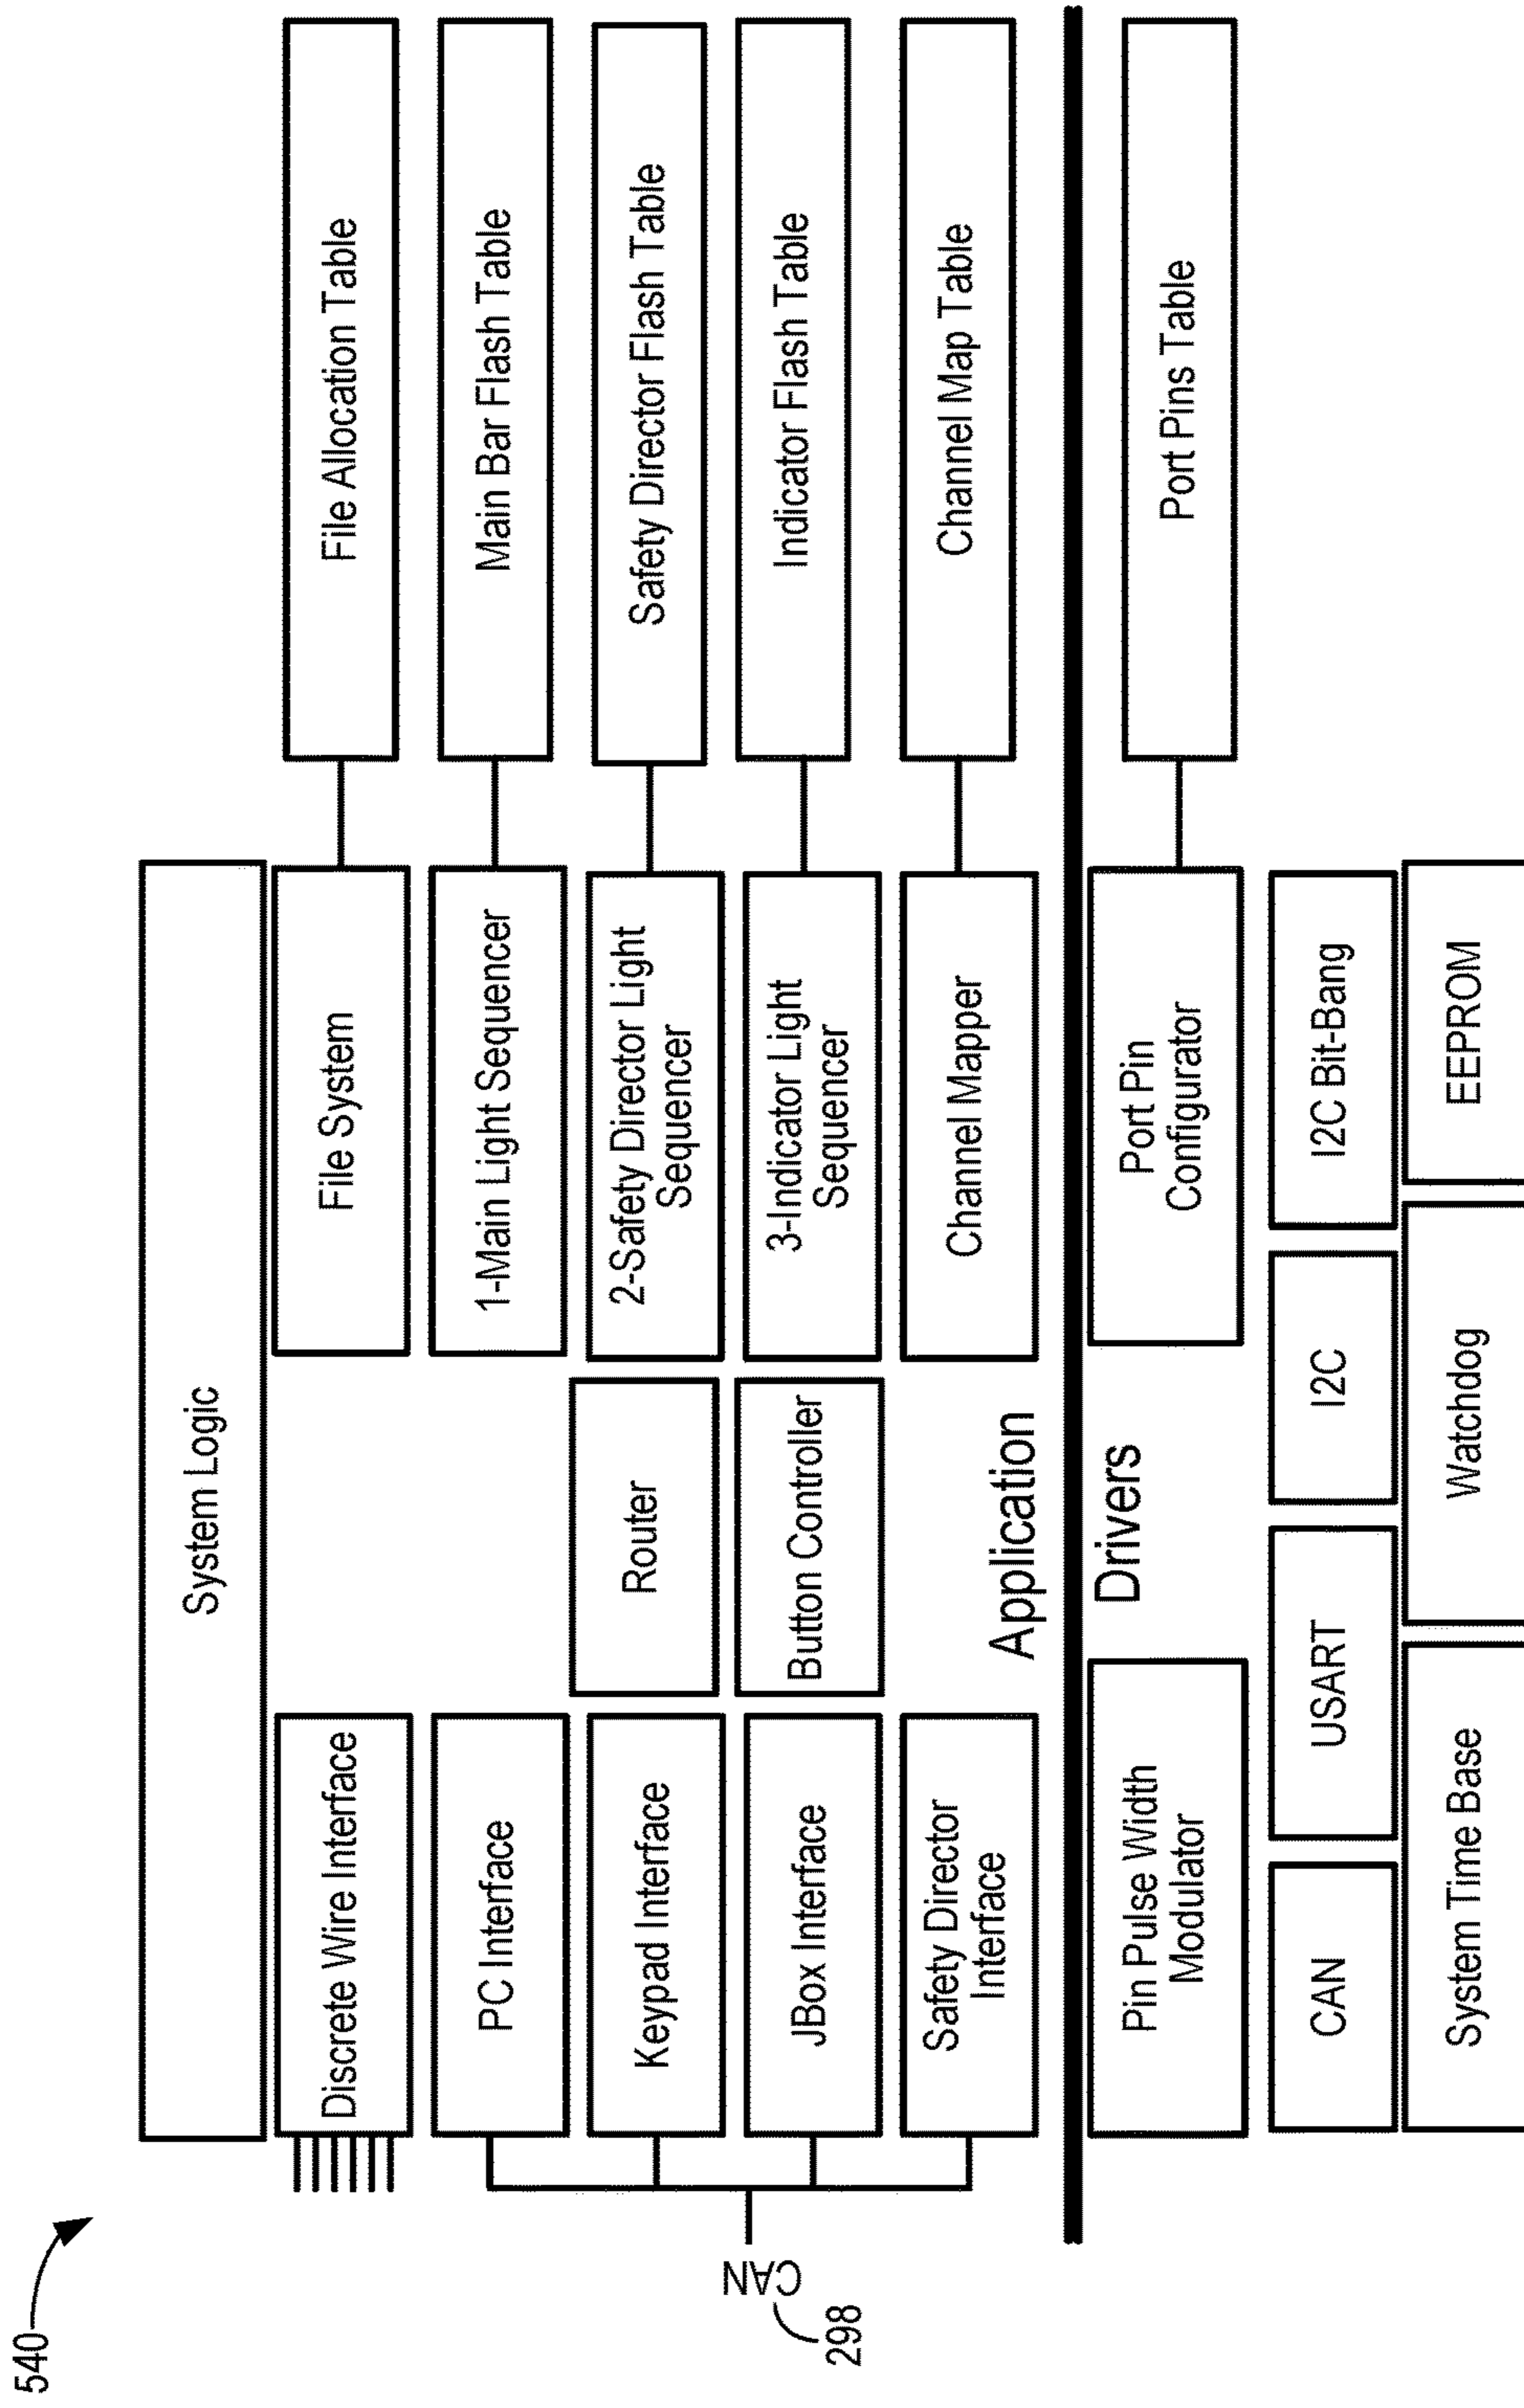 540
System Logic
Discrete Wire Interface
File System
File Allocation Table
PC Interface
1-Main Light Sequencer
Main Bar Flash Table
Keypad Interface
Router
2-Safety Director Light
Sequencer
Safety Director Flash Table
CAN
298
JBox Interface
Button Controller
3-Indicator Light
Sequencer
Indicator Flash Table
Safety Director
Interface
Channel Mapper
Channel Map Table
Application
Drivers
Pin Pulse Width
Modulator
Port Pin
Configurator
Port Pins Table
CAN
USART
I2C
I2C Bit-Bang
System Time Base
Watchdog
EEPROM